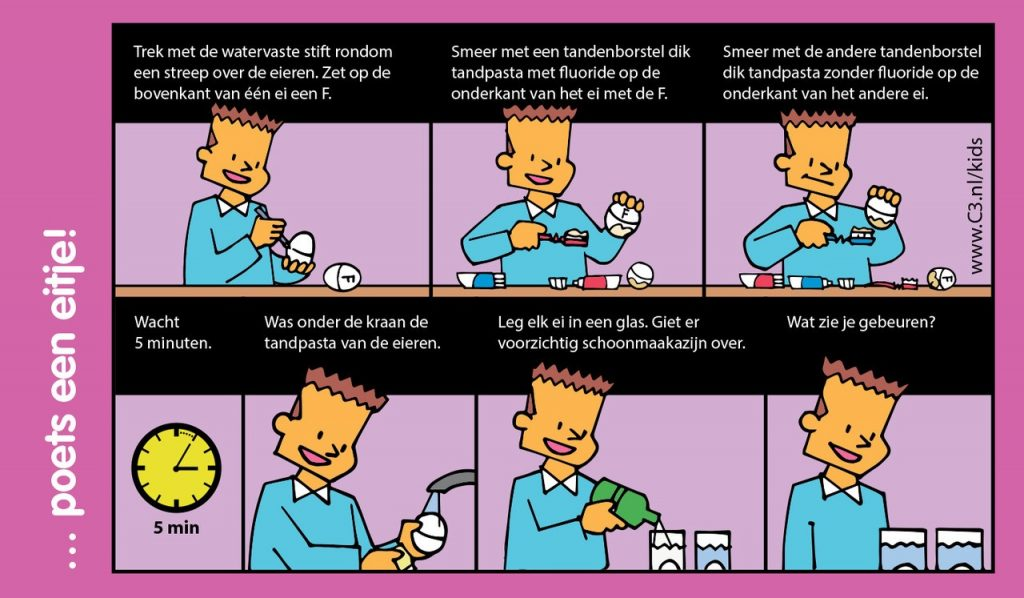 ... poets een eitje!
Trek met de watervaste stift rondom
een streep over de eieren. Zet op de
bovenkant van één ei een F.
Smeer met een tandenborstel dik
tandpasta met fluoride op de
onderkant van het ei met de F.
Smeer met de andere tandenborstel
dik tandpasta zonder fluoride op de
onderkant van het andere ei.
www.C3.nl/kids
F
F
F
Wacht
5 minuten.
Was onder de kraan de
tandpasta van de eieren.
Leg elk ei in een glas. Giet er
voorzichtig schoonmaakazijn over.
Wat zie je gebeuren?
5 min